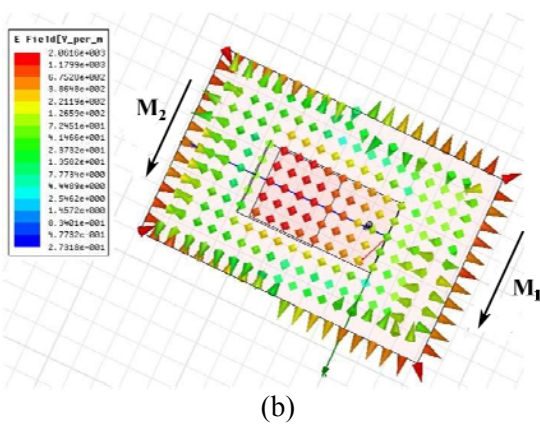 E Field[V_per_m
2.0616e+003
1.1799e+003
6.7520e+002
3.8648e+002
2.2119e+002
1.2659e+002
7.2451e+001
4.1466e+001
2.3732e+001
1.3582e+001
7.7734e+000
4.4489e+000
2.5462e+000
1.4572e+000
8.3401e-001
4.7732e-001
2.7318e-001
M2
M1
(b)